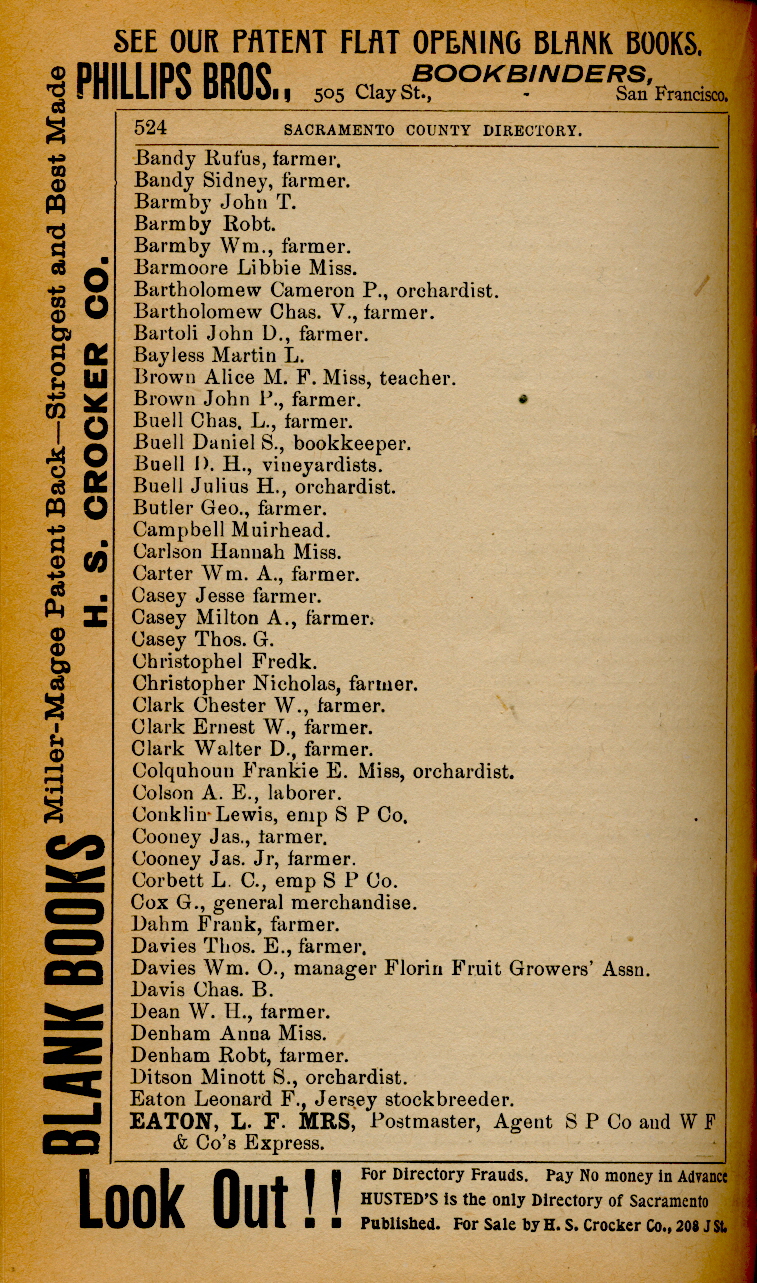 SEE OUR PATENT FLAT OPENING BLANK BOOKS.
PHILLIPS BROS., 505 Clay St., BOOKBINDERS, - San Francisco.
BLANK BOOKS Miller-Magee Patent Back—Strongest and Best Made
H. S. CROCKER CO.
524 SACRAMENTO COUNTY DIRECTORY.
Bandy Rufus, farmer.
Bandy Sidney, farmer.
Barmby John T.
Barmby Robt.
Barmby Wm., farmer.
Barmoore Libbie Miss.
Bartholomew Cameron P., orchardist.
Bartholomew Chas. V., farmer.
Bartoli John D., farmer.
Bayless Martin L.
Brown Alice M. F. Miss, teacher.
Brown John P., farmer.
Buell Chas. L., farmer.
Buell Daniel S., bookkeeper.
Buell D. H., vineyardists.
Buell Julius H., orchardist.
Butler Geo., farmer.
Campbell Muirhead.
Carlson Hannah Miss.
Carter Wm. A., farmer.
Casey Jesse farmer.
Casey Milton A., farmer.
Casey Thos. G.
Christophel Fredk.
Christopher Nicholas, farmer.
Clark Chester W., farmer.
Clark Ernest W., farmer.
Clark Walter D., farmer.
Colquhoun Frankie E. Miss, orchardist.
Colson A. E., laborer.
Conklin Lewis, emp S P Co.
Cooney Jas., farmer.
Cooney Jas. Jr, farmer.
Corbett L. C., emp S P Co.
Cox G., general merchandise.
Dahm Frank, farmer.
Davies Thos. E., farmer.
Davies Wm. O., manager Florin Fruit Growers' Assn.
Davis Chas. B.
Dean W. H., farmer.
Denham Anna Miss.
Denham Robt, farmer.
Ditson Minott S., orchardist.
Eaton Leonard F., Jersey stockbreeder.
EATON, L. F. MRS, Postmaster, Agent S P Co and W F
& Co's Express.
Look Out!!
For Directory Frauds. Pay No money in Advance
HUSTED'S is the only Directory of Sacramento
Published. For Sale by H. S. Crocker Co., 208 J St.